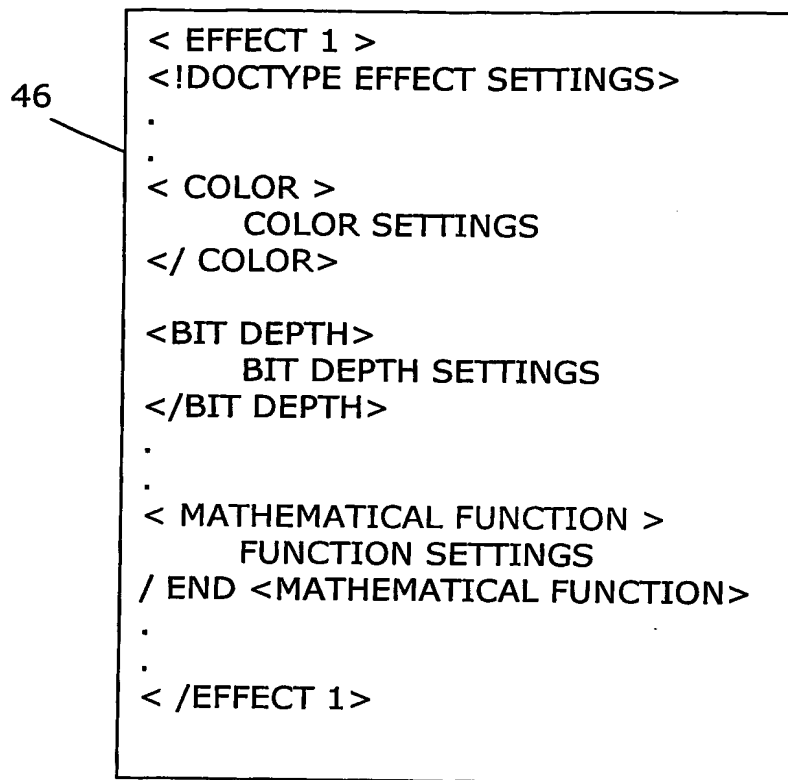 46
< EFFECT 1 >
<!DOCTYPE EFFECT SETTINGS>
.
.
< COLOR >
COLOR SETTINGS
</ COLOR>
<BIT DEPTH>
BIT DEPTH SETTINGS
</BIT DEPTH>
.
.
< MATHEMATICAL FUNCTION >
FUNCTION SETTINGS
/ END <MATHEMATICAL FUNCTION>
.
.
< /EFFECT 1>